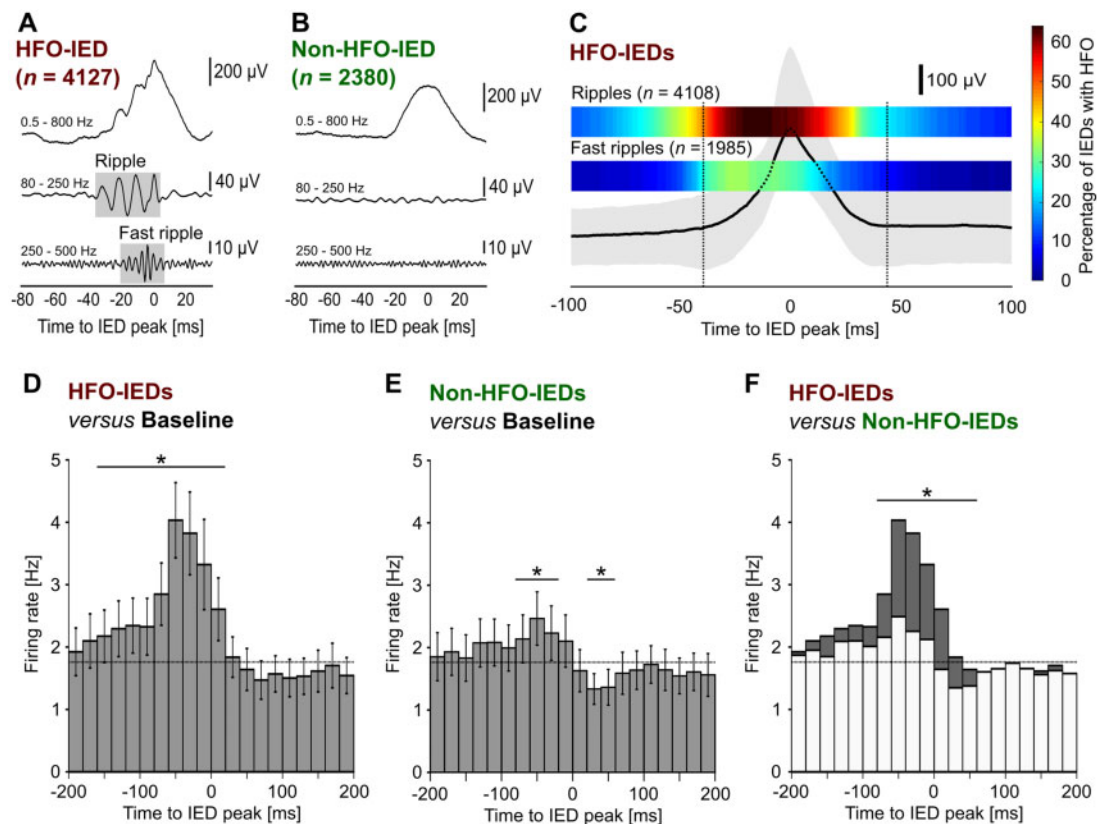 A
HFO-IED
(n = 4127)
200 µV
0.5 - 800 Hz
Ripple
80 - 250 Hz
40 µV
Fast ripple
250 - 500 Hz
10 µV
-80 -60 -40 -20 0 20
Time to IED peak [ms]
B
Non-HFO-IED
(n = 2380)
200 µV
0.5 - 800 Hz
80 - 250 Hz
40 µV
250 - 500 Hz
10 µV
-80 -60 -40 -20 0 20
Time to IED peak [ms]
C
HFO-IEDs
100 µV
Ripples (n = 4108)
Fast ripples (n = 1985)
-100 -50 0 50 100
Time to IED peak [ms]
60
50
40
30
20
10
0
Percentage of IEDs with HFO
D
HFO-IEDs
versus Baseline
*
5
4
3
2
1
0
Firing rate [Hz]
-200 -100 0 100 200
Time to IED peak [ms]
E
Non-HFO-IEDs
versus Baseline
* *
5
4
3
2
1
0
Firing rate [Hz]
-200 -100 0 100 200
Time to IED peak [ms]
F
HFO-IEDs
versus Non-HFO-IEDs
*
5
4
3
2
1
0
Firing rate [Hz]
-200 -100 0 100 200
Time to IED peak [ms]